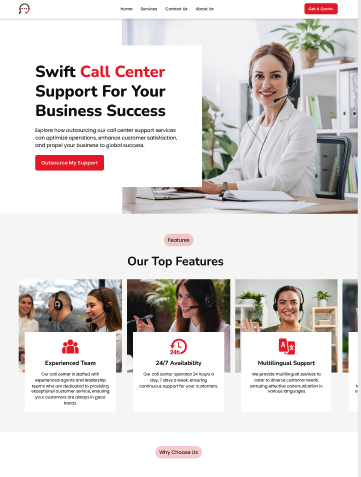 Home Services Contact Us About Us Get A Quote
Swift Call Center
Support For Your
Business Success
Explore how outsourcing our call center support services
can optimize operations, enhance customer satisfaction,
and propel your business to global success.
Outsource My Support
Features
Our Top Features
Experienced Team
Our call center is staffed with
experienced agents and leadership
teams who are dedicated to providing
exceptional customer service, ensuring
your customers are always in good
hands.
24h
24/7 Availability
Our call center operates 24 hours a
day, 7 days a week, ensuring
continuous support for your customers.
A
Multilingual Support
We provide multilingual services to
cater to diverse customer needs,
ensuring effective communication in
various languages.
Why Choose Us